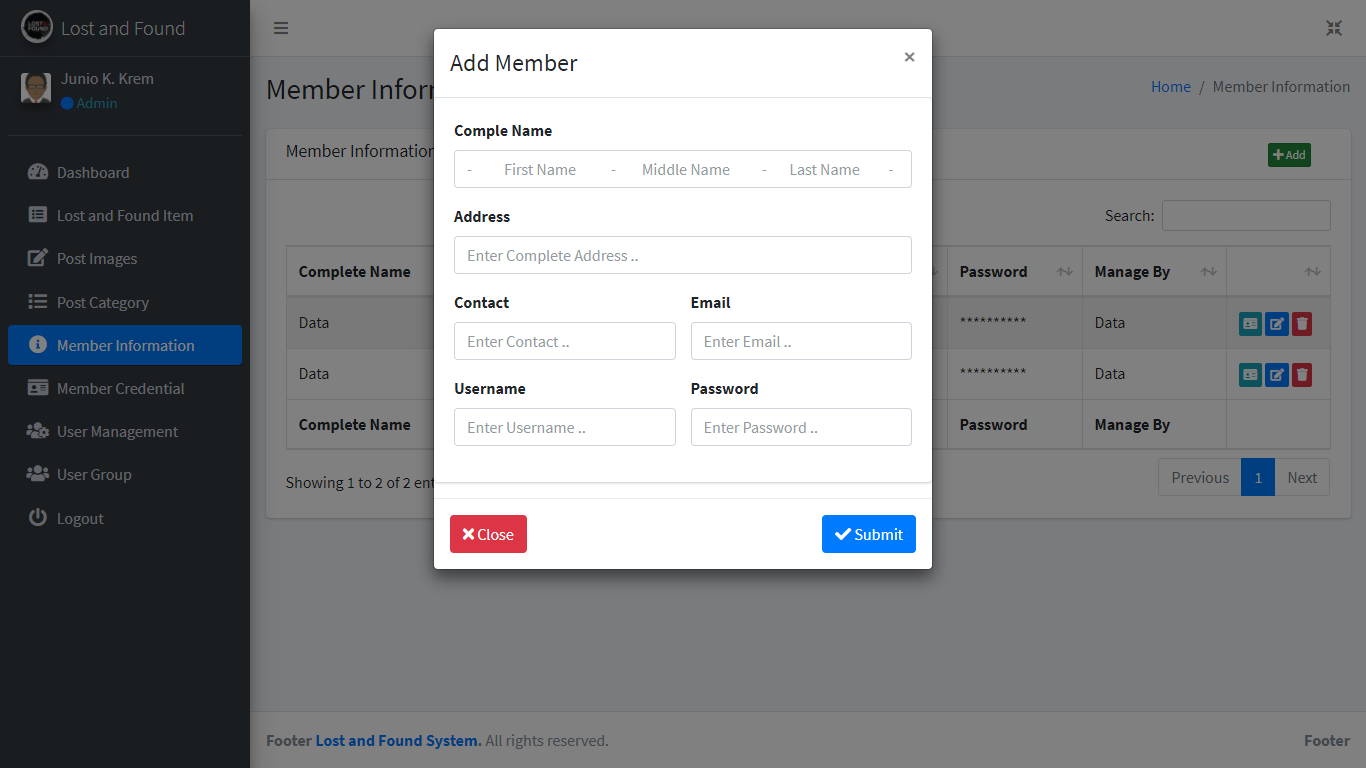 Lost and Found
Junio K. Krem
Admin
Dashboard
Lost and Found Item
Post Images
Post Category
Member Information
Member Credential
User Management
User Group
Logout
Member Infor
Home / Member Information
Member Information
Add
Search:
Complete Name Password Manage By
Data ********** Data
Data ********** Data
Complete Name Password Manage By
Showing 1 to 2 of 2 ent
Previous 1 Next
Add Member ×
Comple Name
- First Name - Middle Name - Last Name -
Address
Enter Complete Address ..
Contact Email
Enter Contact .. Enter Email ..
Username Password
Enter Username .. Enter Password ..
Close Submit
Footer Lost and Found System. All rights reserved. Footer